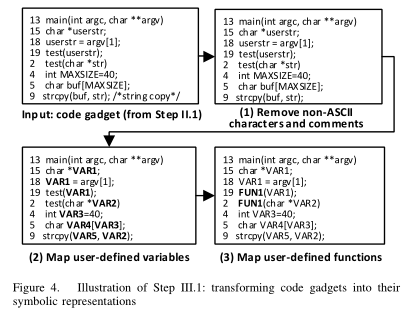 13 main(int argc, char **argv)
15 char *userstr;
18 userstr = argv[1];
19 test(userstr);
2 test(char *str)
4 int MAXSIZE=40;
5 char buf[MAXSIZE];
9 strcpy(buf, str); /*string copy*/
Input: code gadget (from Step II.1)
13 main(int argc, char **argv)
15 char *userstr;
18 userstr = argv[1];
19 test(userstr);
2 test(char *str)
4 int MAXSIZE=40;
5 char buf[MAXSIZE];
9 strcpy(buf, str);
(1) Remove non-ASCII
characters and comments
13 main(int argc, char **argv)
15 char *VAR1;
18 VAR1 = argv[1];
19 test(VAR1);
2 test(char *VAR2)
4 int VAR3=40;
5 char VAR4[VAR3];
9 strcpy(VAR5, VAR2);
(2) Map user-defined variables
13 main(int argc, char **argv)
15 char *VAR1;
18 VAR1 = argv[1];
19 FUN1(VAR1);
2 FUN1(char *VAR2)
4 int VAR3=40;
5 char VAR4[VAR3];
9 strcpy(VAR5, VAR2);
(3) Map user-defined functions
Figure 4. Illustration of Step III.1: transforming code gadgets into their
symbolic representations